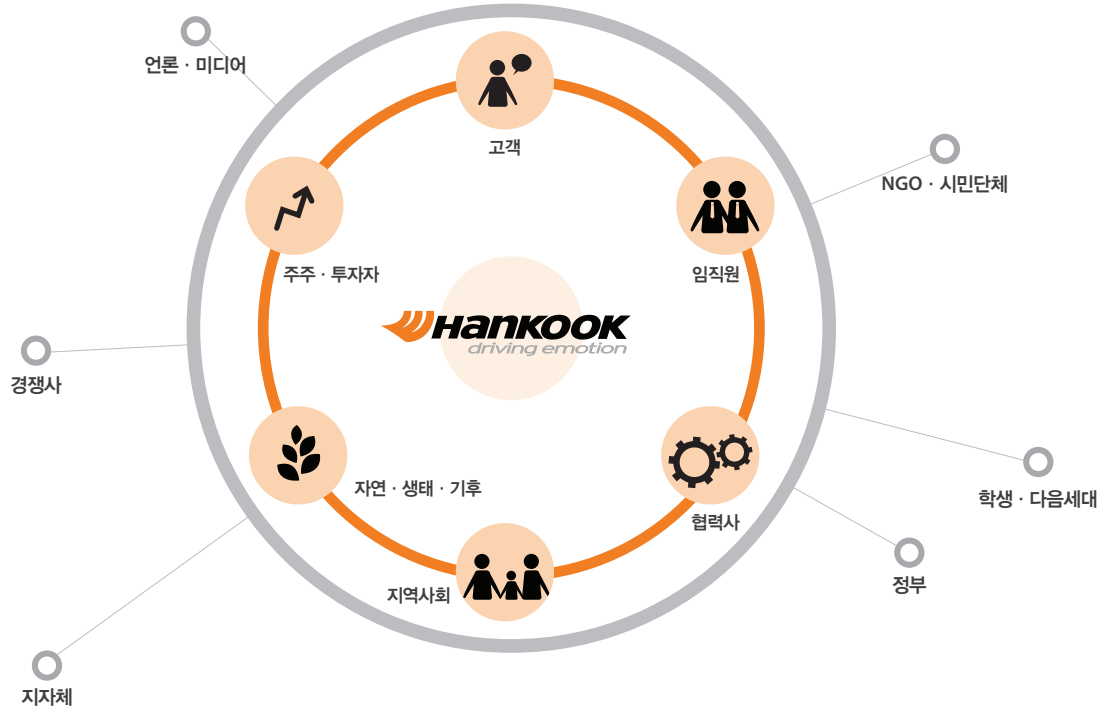 언론 · 미디어
고객
NGO · 시민단체
주주 · 투자자
임직원
HANKOOK
driving emotion
경쟁사
자연 · 생태 · 기후
학생 · 다음세대
협력사
정부
지역사회
지자체